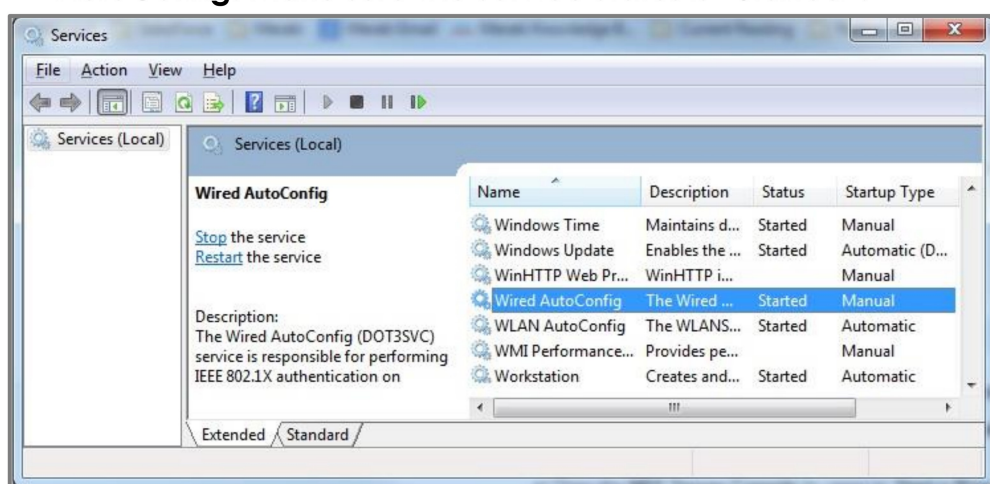 Services
File Action View Help
Services (Local)
Services (Local)
Wired AutoConfig
Stop the service
Restart the service
Description:
The Wired AutoConfig (DOT3SVC)
service is responsible for performing
IEEE 802.1X authentication on
Name Description Status Startup Type
Windows Time Maintains d... Started Manual
Windows Update Enables the ... Started Automatic (D...
WinHTTP Web Pr... WinHTTP i... Manual
Wired AutoConfig The Wired ... Started Manual
WLAN AutoConfig The WLANS... Started Automatic
WMI Performance... Provides pe... Manual
Workstation Creates and... Started Automatic
Extended Standard